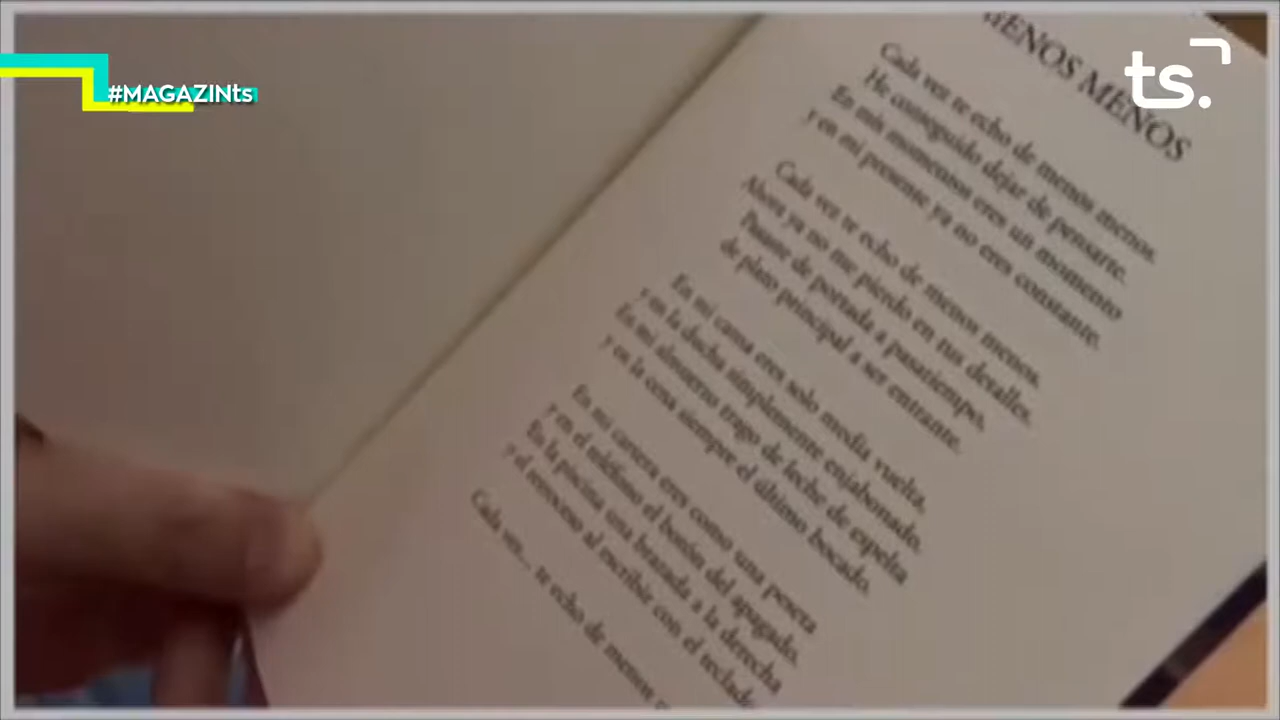 #MAGAZINts
ts.
MENOS MENOS
Cada vez te echo de menos menos.
He conseguido dejar de pensarte.
En mis momentos eres un momento
y en mi presente ya no eres constante.
Cada vez te echo de menos menos.
Ahora ya no me pierdo en tus detalles.
Pasaste de portada a pasatiempo,
de plato principal a ser entrante.
En mi cama eres solo media vuelta,
y en la ducha simplemente enjabonado.
En mi almuerzo trago de leche de espelta
y en la cena siempre el último bocado.
En mi cartera eres como una peseta
y en el teléfono el botón del apagado,
En la piscina una brazada a la derecha
y el retroceso al escribir con el teclado
Cada vez... te echo de menos